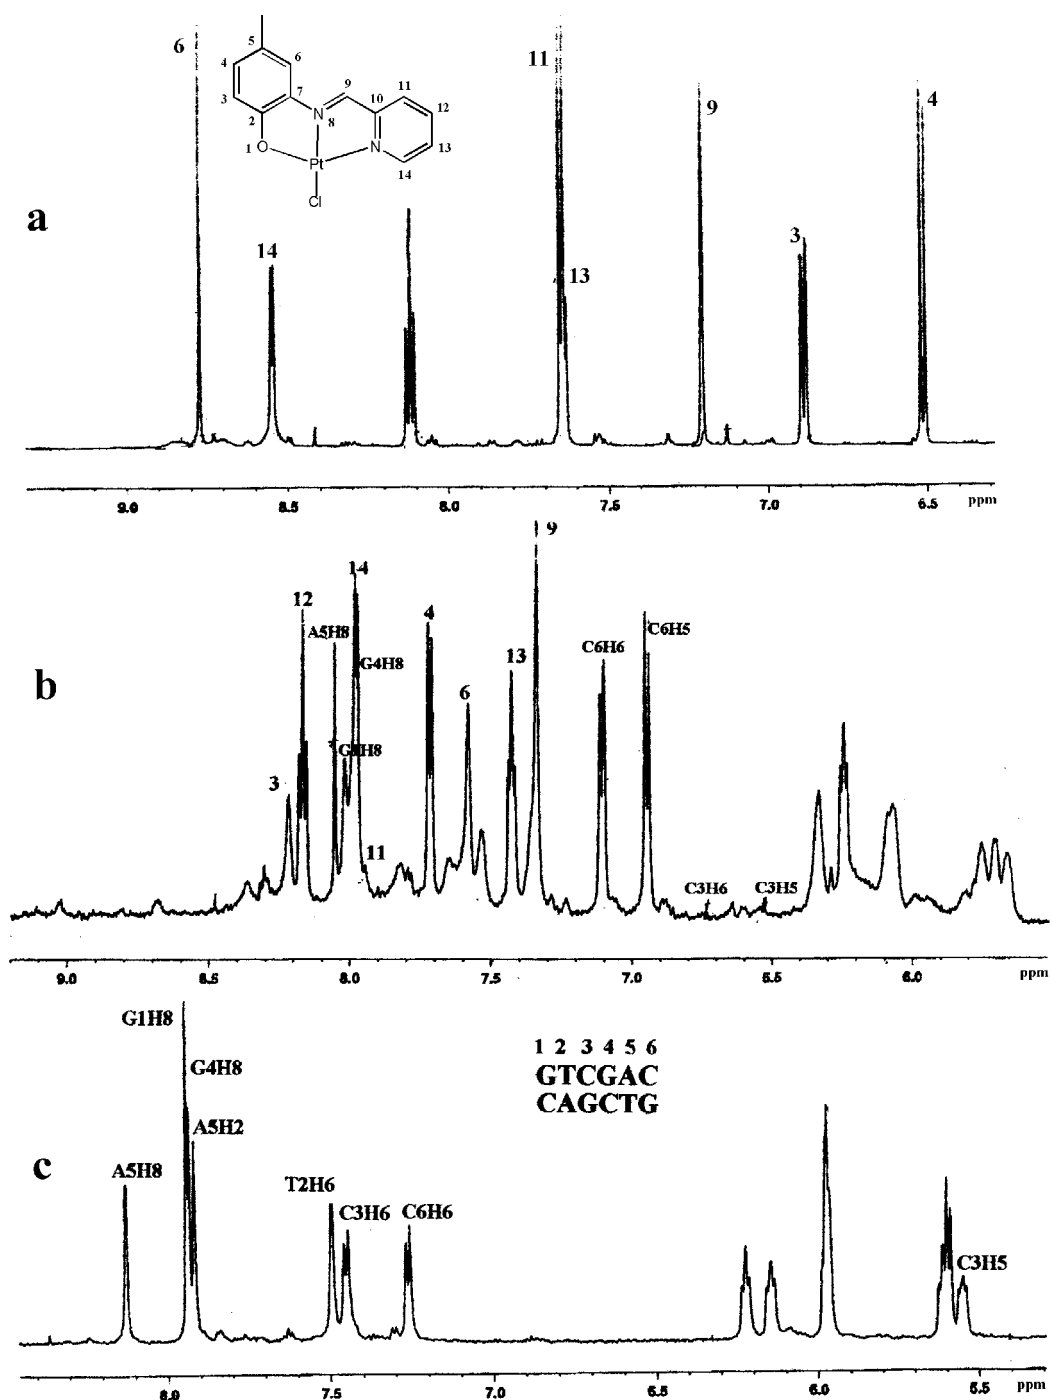 6
5
4
6
3
7
9
10
11
12
13
14
2
N
8
1
O
Pt
N
Cl
11
13
9
4
3
14
a
9.0 8.5 8.0 7.5 7.0 6.5 ppm
b
3
12
A5H8
G1H8
14
G4H8
11
4
6
13
9
C6H6
C6H5
C3H6
C3H5
9.0 8.5 8.0 7.5 7.0 6.5 6.0 ppm
c
G1H8
G4H8
A5H2
A5H8
T2H6
C3H6
C6H6
1 2 3 4 5 6
GTCGAC
CAGCTG
C3H5
8.0 7.5 7.0 6.5 6.0 5.5 ppm